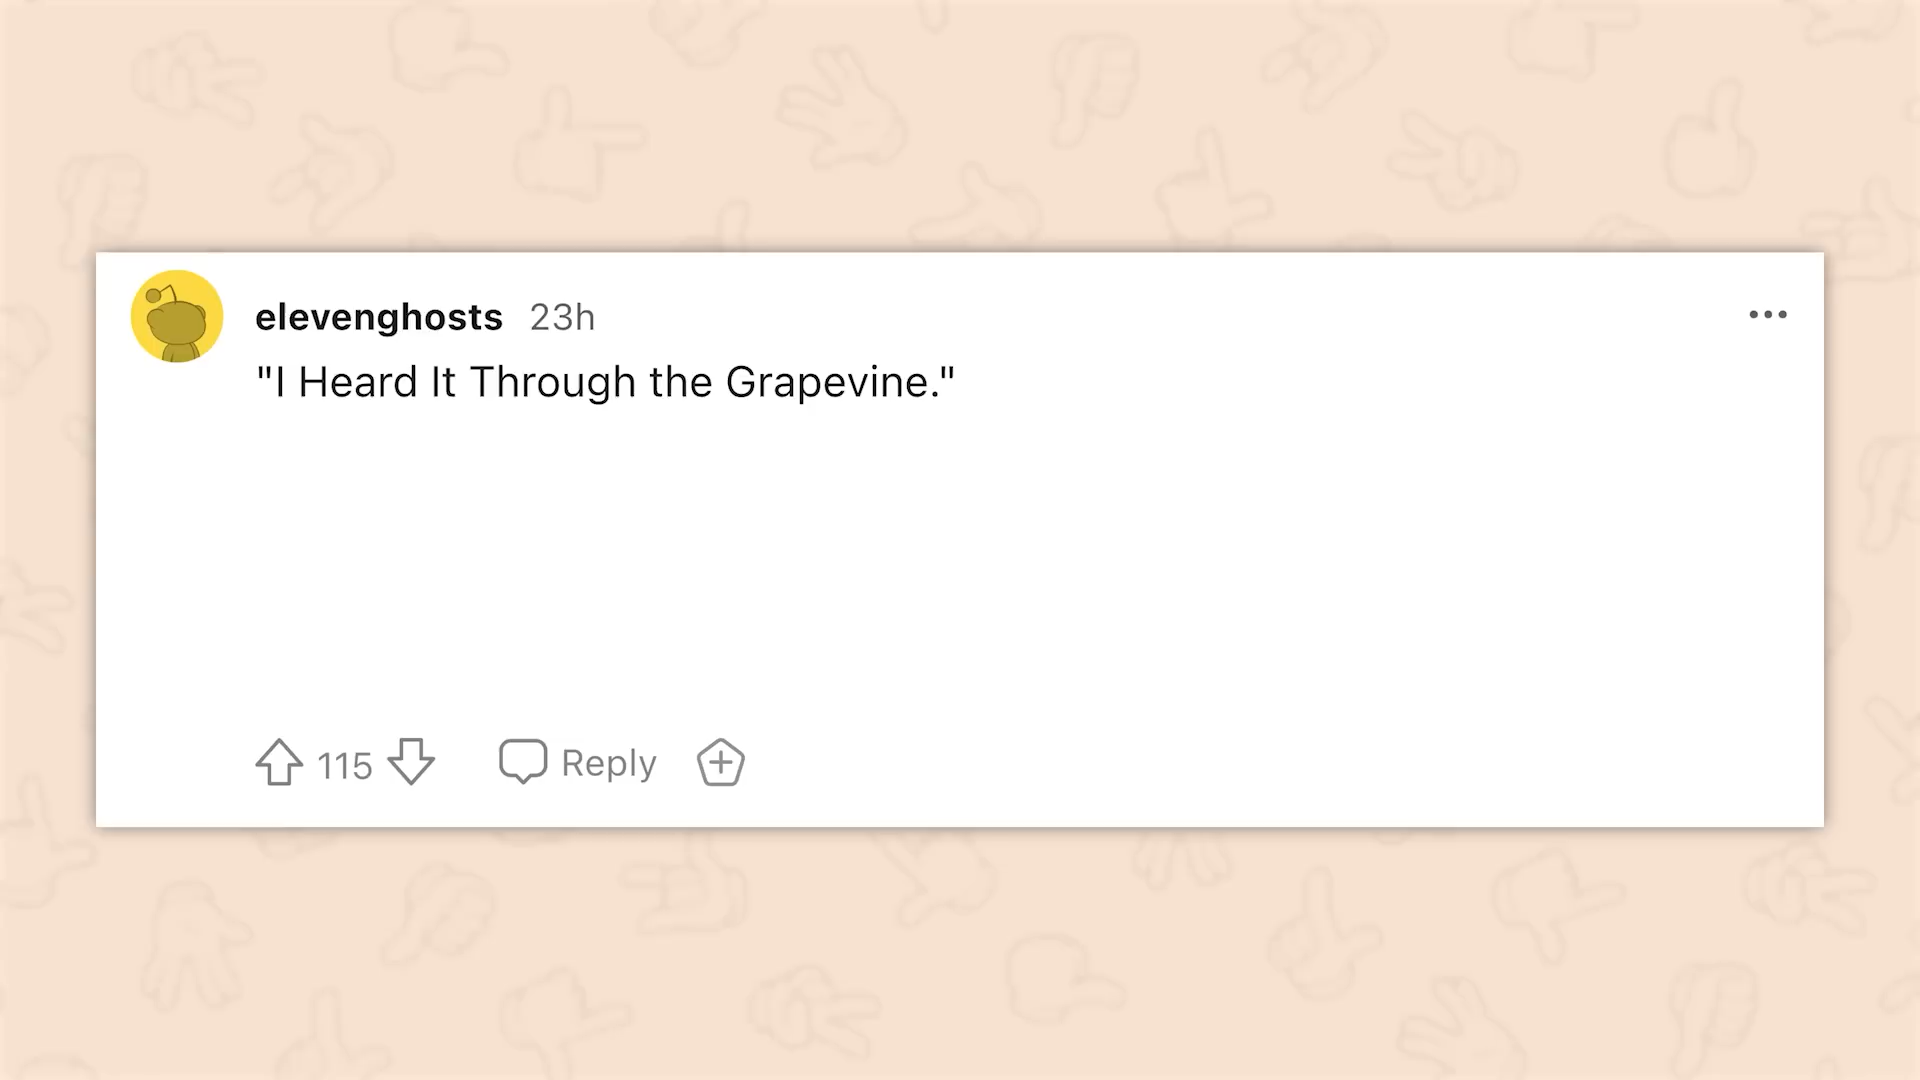 elevenghosts 23h
"I Heard It Through the Grapevine."
115 Reply